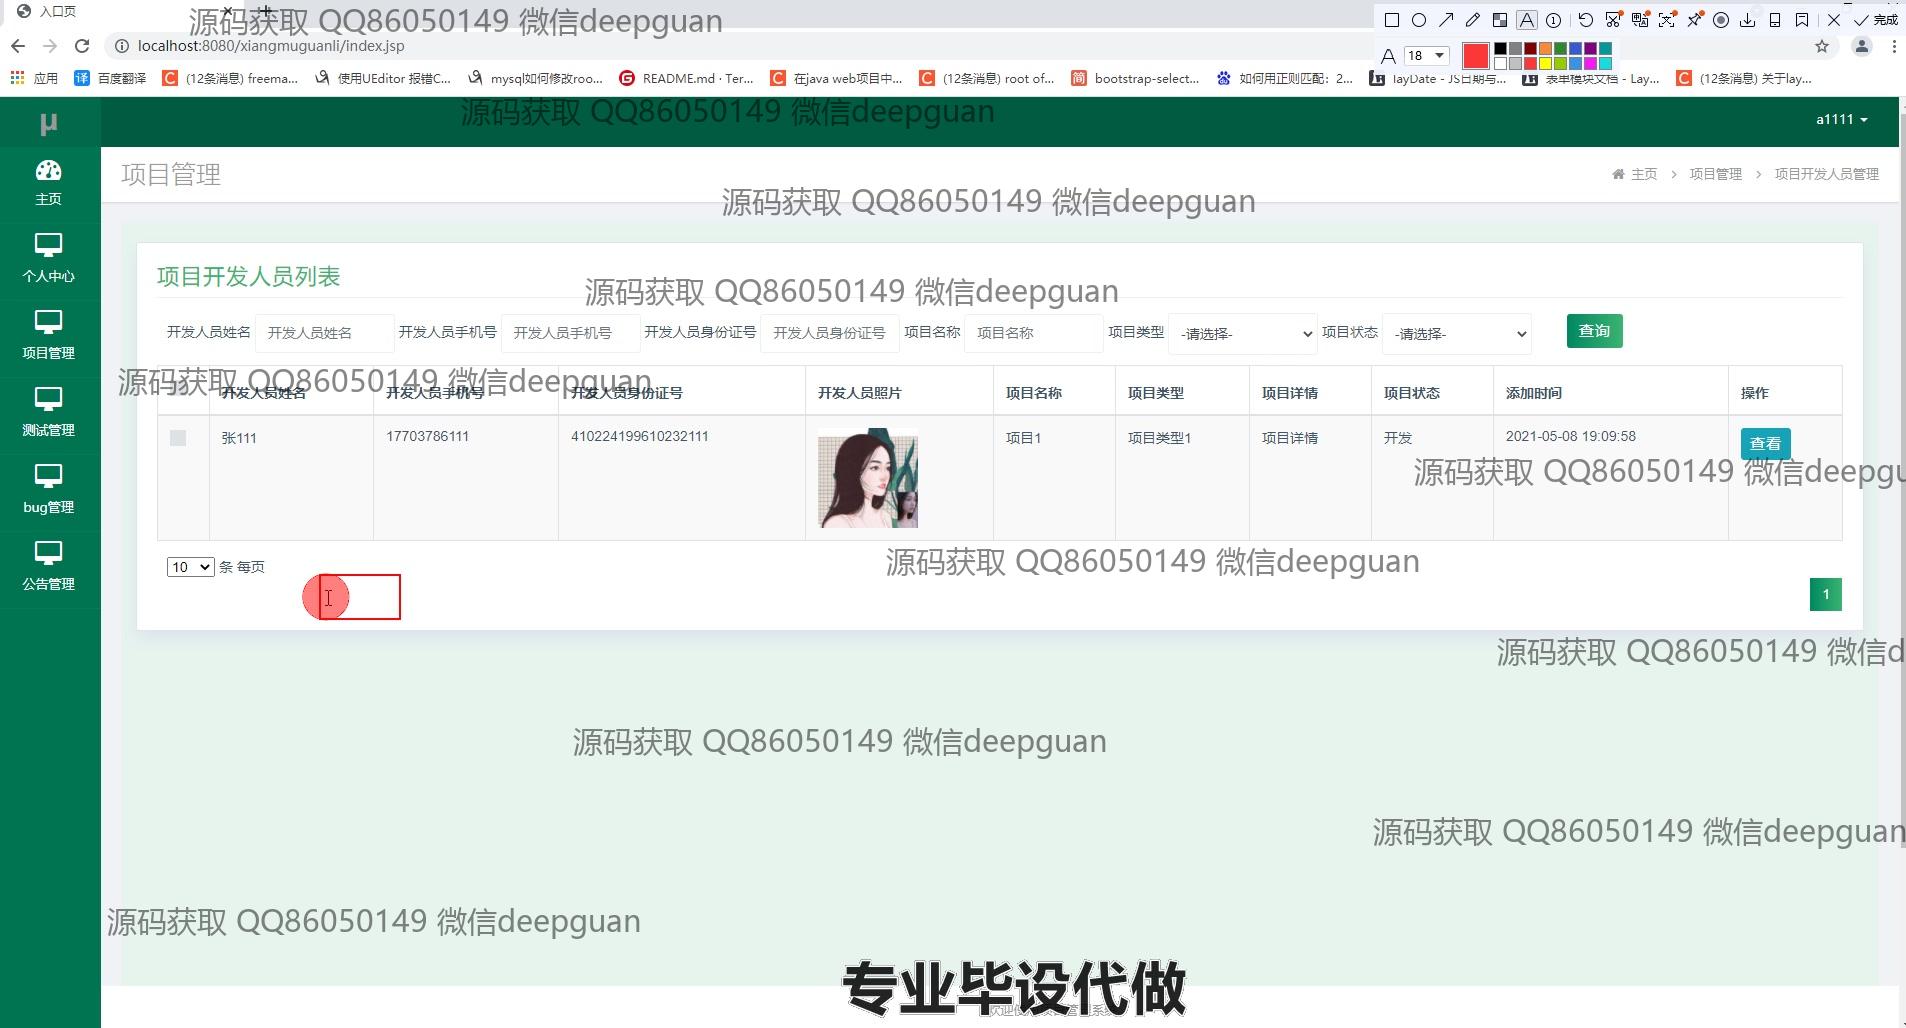 入口页
源码获取 QQ86050149 微信deepguan
完成
localhost:8080/xiangmuguanli/index.jsp
18
应用 百度翻译 (12条消息) freema... 使用UEditor 报错C... mysql如何修改roo... README.md · Ter... 在java web项目中... (12条消息) root of... bootstrap-select... 如何用正则匹配：2... layDate - JS日期与... 表单模块文档 - Lay... (12条消息) 关于lay...
源码获取 QQ86050149 微信deepguan
μ
a1111
项目管理
主页 > 项目管理 > 项目开发人员管理
主页
源码获取 QQ86050149 微信deepguan
个人中心
项目管理
测试管理
bug管理
公告管理
项目开发人员列表
源码获取 QQ86050149 微信deepguan
开发人员姓名 开发人员姓名 开发人员手机号 开发人员手机号 开发人员身份证号 开发人员身份证号 项目名称 项目名称 项目类型 -请选择- 项目状态 -请选择- 查询
源码获取 QQ86050149 微信deepguan
开发人员姓名 开发人员手机号 开发人员身份证号 开发人员照片 项目名称 项目类型 项目详情 项目状态 添加时间 操作
张111 17703786111 410224199610232111 项目1 项目类型1 项目详情 开发 2021-05-08 19:09:58 查看
源码获取 QQ86050149 微信deepgu
源码获取 QQ86050149 微信deepguan
10 条 每页
1
源码获取 QQ86050149 微信d
源码获取 QQ86050149 微信deepguan
源码获取 QQ86050149 微信deepguan
源码获取 QQ86050149 微信deepguan
专业毕设代做